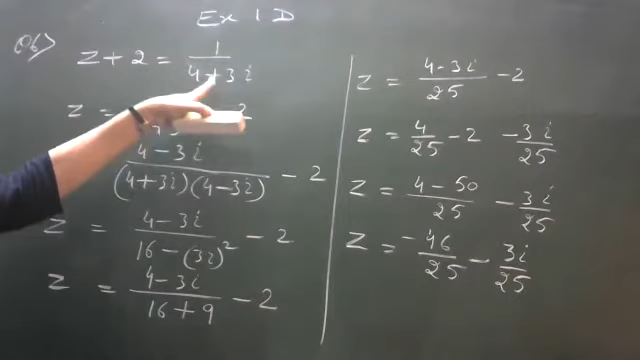 Ex 1 D
Q6) z + 2 = 1/(4+3i)
z =
(4-3i)/((4+3i)(4-3i)) - 2
z = (4-3i)/(16-(3i)²) - 2
z = (4-3i)/(16+9) - 2
z = (4-3i)/25 - 2
z = 4/25 - 2 - 3i/25
z = (4-50)/25 - 3i/25
z = -46/25 - 3i/25